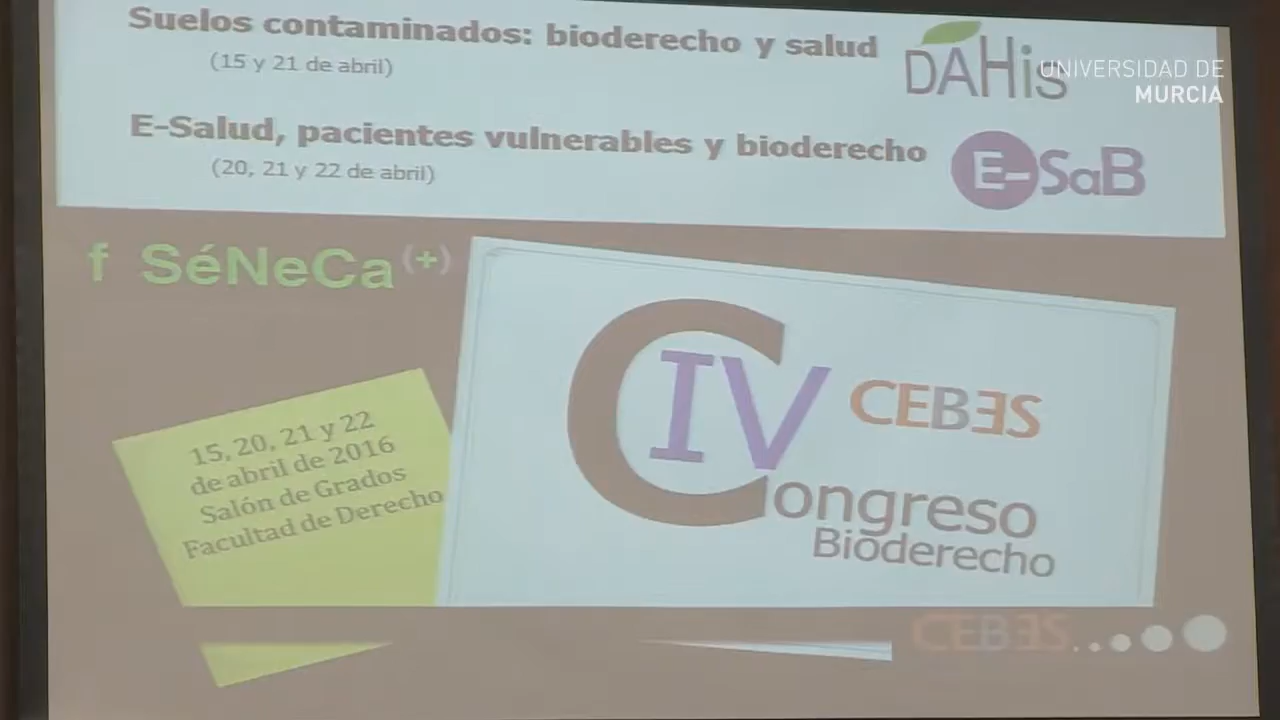 Suelos contaminados: bioderecho y salud
(15 y 21 de abril)
DAHis
UNIVERSIDAD DE
MURCIA
E-Salud, pacientes vulnerables y bioderecho
(20, 21 y 22 de abril)
E-SaB
f SéNeCa(+)
15, 20, 21 y 22
de abril de 2016
Salón de Grados
Facultad de Derecho
IV
CEBES
Congreso
Bioderecho
CEBES